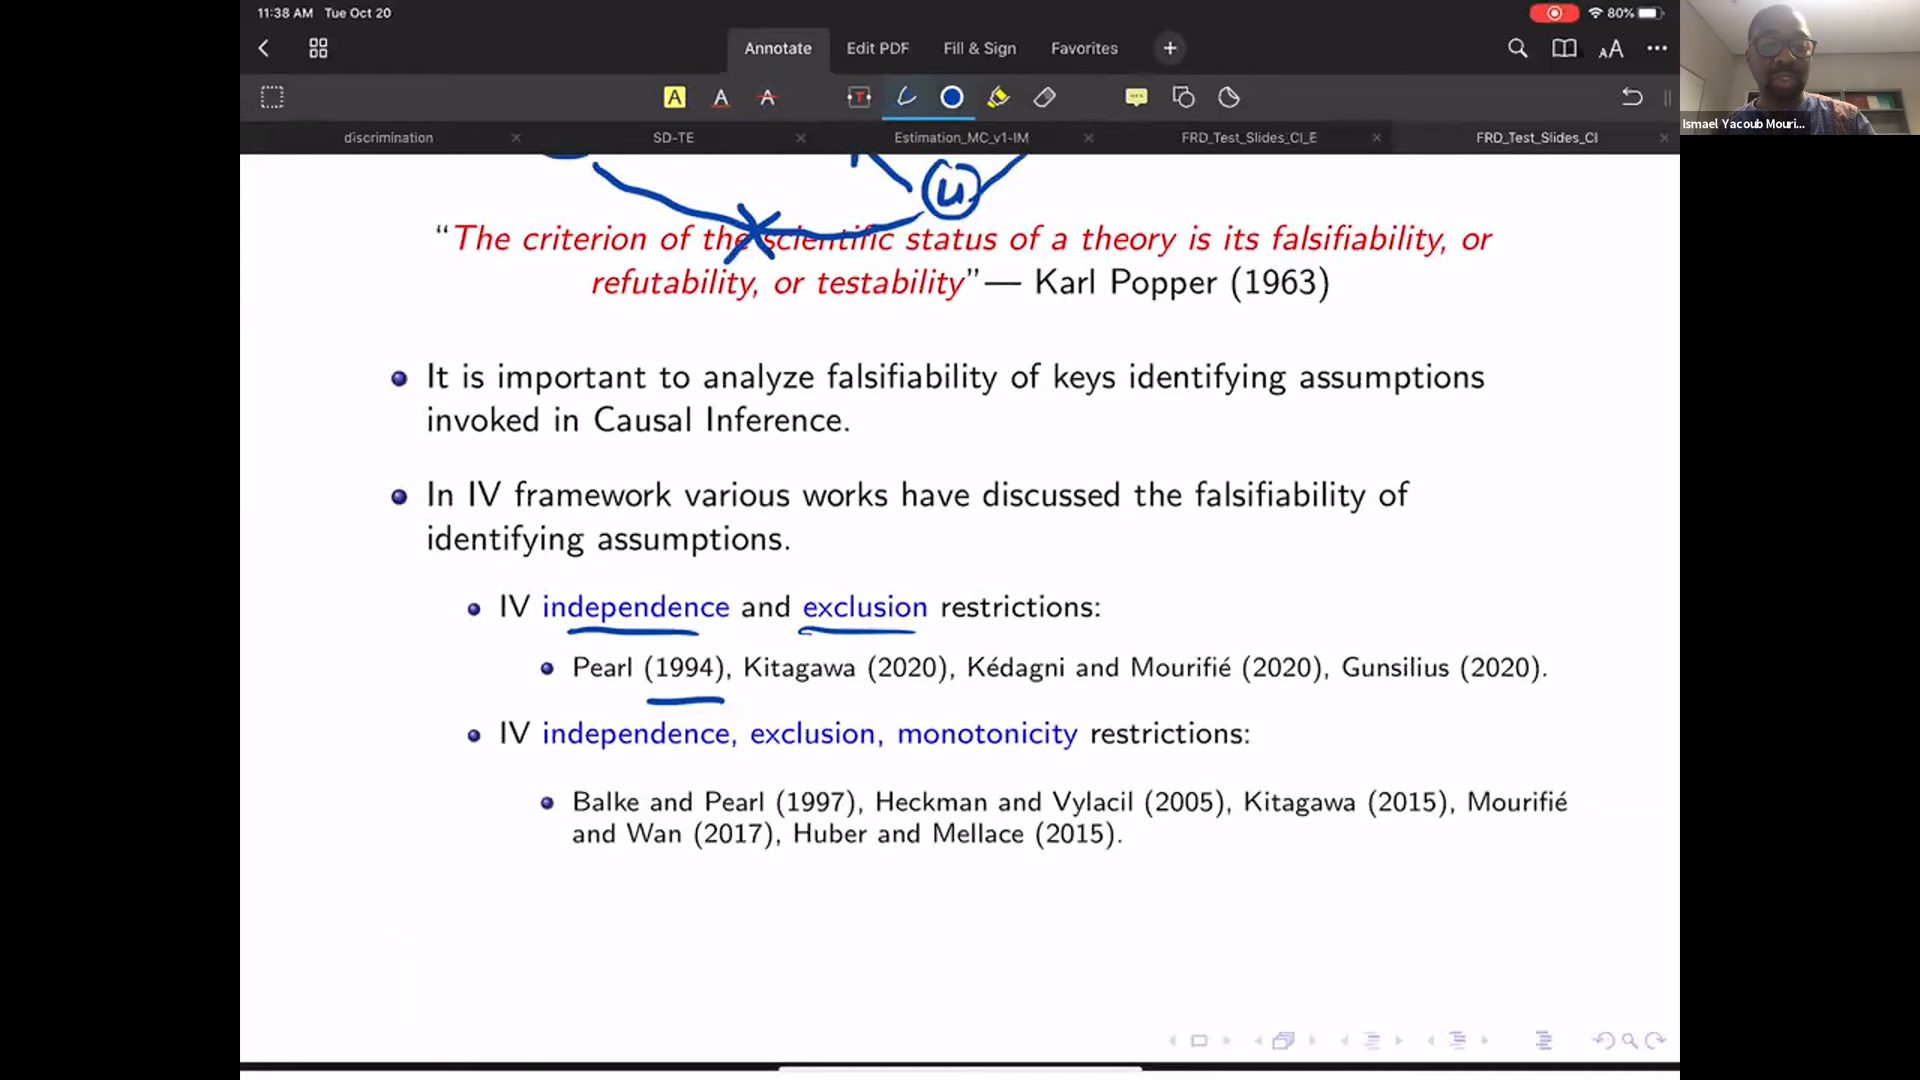 11:38 AM Tue Oct 20
80%
Annotate Edit PDF Fill & Sign Favorites
Ismael Yacoub Mouri...
discrimination SD-TE Estimation_MC_v1-IM FRD_Test_Slides_CI_E FRD_Test_Slides_CI
u
“The criterion of the scientific status of a theory is its falsifiability, or
refutability, or testability”— Karl Popper (1963)
It is important to analyze falsifiability of keys identifying assumptions
invoked in Causal Inference.
In IV framework various works have discussed the falsifiability of
identifying assumptions.
IV independence and exclusion restrictions:
Pearl (1994), Kitagawa (2020), Kédagni and Mourifié (2020), Gunsilius (2020).
IV independence, exclusion, monotonicity restrictions:
Balke and Pearl (1997), Heckman and Vylacil (2005), Kitagawa (2015), Mourifié
and Wan (2017), Huber and Mellace (2015).